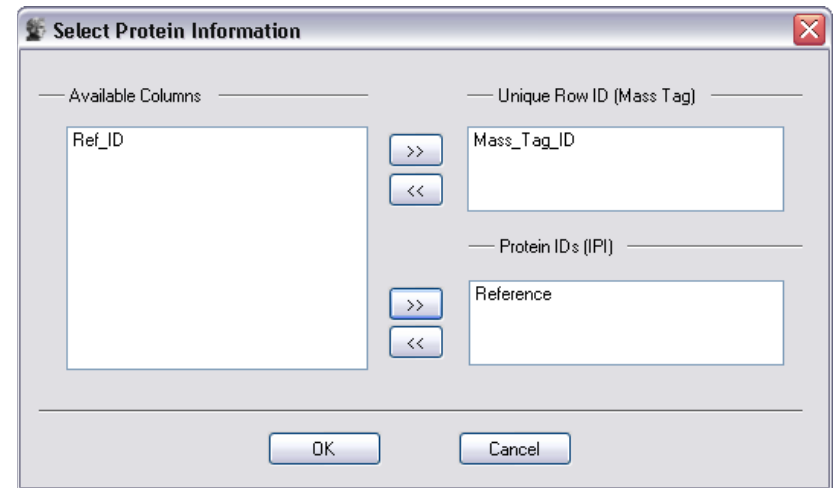 Select Protein Information
Available Columns
Ref_ID
>>
<<
Unique Row ID (Mass Tag)
Mass_Tag_ID
Protein IDs (IPI)
>>
<<
Reference
OK
Cancel